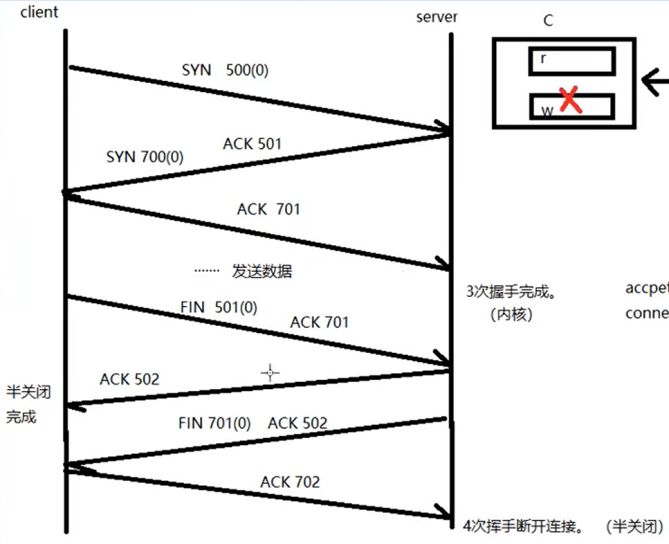 client
server
C
r
w
SYN 500(0)
ACK 501
SYN 700(0)
ACK 701
······· 发送数据
3次握手完成。
(内核)
accpet
conne
FIN 501(0)
ACK 701
半关闭
完成
ACK 502
FIN 701(0) ACK 502
ACK 702
4次挥手断开连接。 (半关闭)